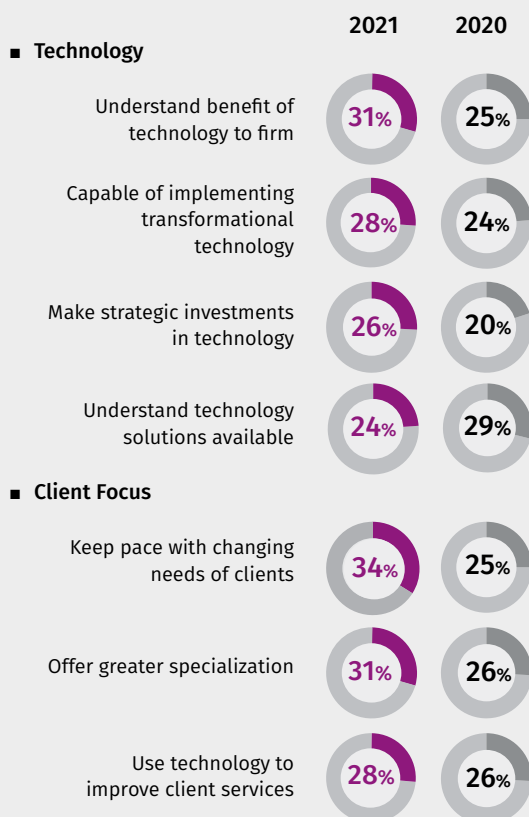 2021 2020
■ Technology
Understand benefit of
technology to firm
31% 25%
Capable of implementing
transformational
technology
28% 24%
Make strategic investments
in technology
26% 20%
Understand technology
solutions available
24% 29%
■ Client Focus
Keep pace with changing
needs of clients
34% 25%
Offer greater specialization
31% 26%
Use technology to
improve client services
28% 26%